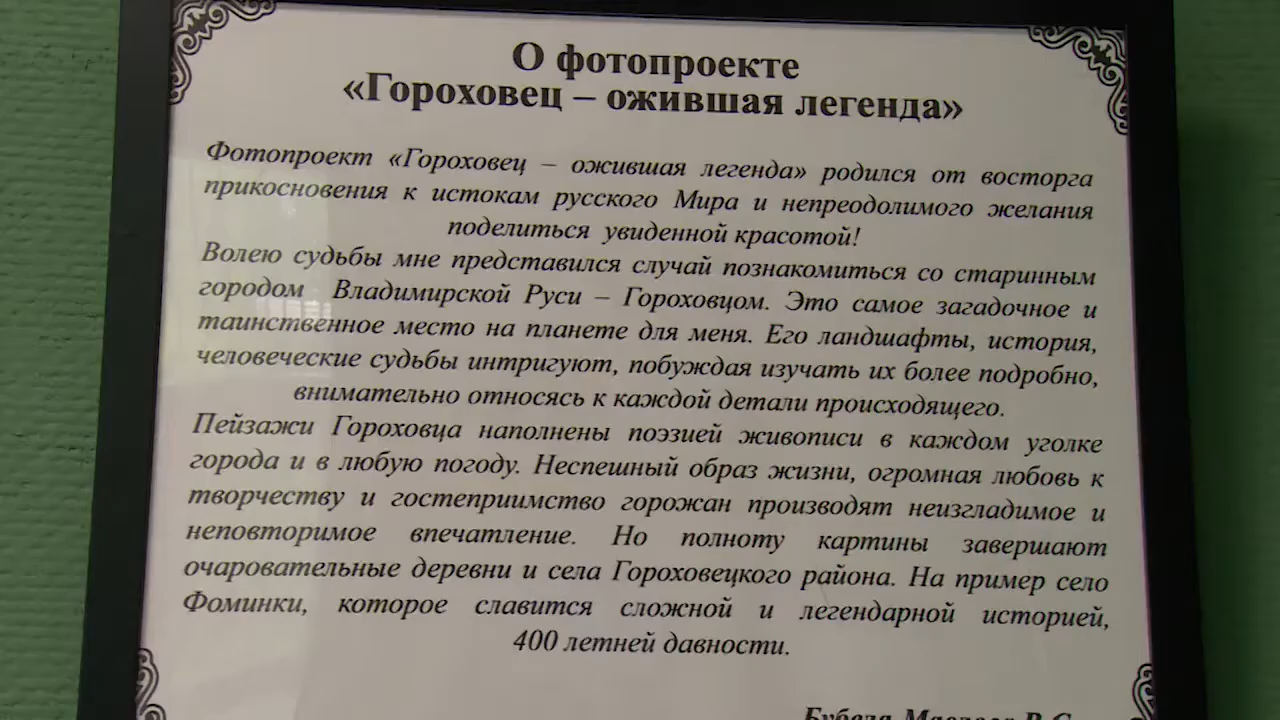 О фотопроекте
«Гороховец – ожившая легенда»
Фотопроект «Гороховец – ожившая легенда» родился от восторга
прикосновения к истокам русского Мира и непреодолимого желания
поделиться увиденной красотой!
Волею судьбы мне представился случай познакомиться со старинным
городом Владимирской Руси – Гороховцом. Это самое загадочное и
таинственное место на планете для меня. Его ландшафты, история,
человеческие судьбы интригуют, побуждая изучать их более подробно,
внимательно относясь к каждой детали происходящего.
Пейзажи Гороховца наполнены поэзией живописи в каждом уголке
города и в любую погоду. Неспешный образ жизни, огромная любовь к
творчеству и гостеприимство горожан производят неизгладимое и
неповторимое впечатление. Но полноту картины завершают
очаровательные деревни и села Гороховецкого района. На пример село
Фоминки, которое славится сложной и легендарной историей,
400 летней давности.